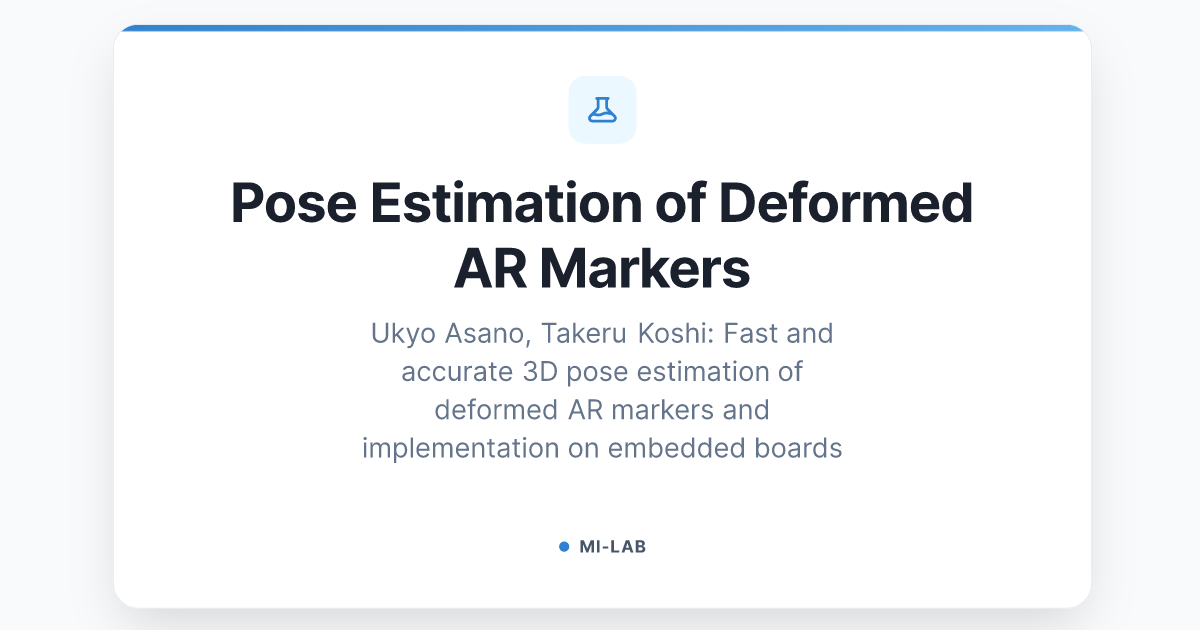 Pose Estimation of Deformed
AR Markers
Ukyo Asano, Takeru Koshi: Fast and
accurate 3D pose estimation of
deformed AR markers and
implementation on embedded boards
MI-LAB